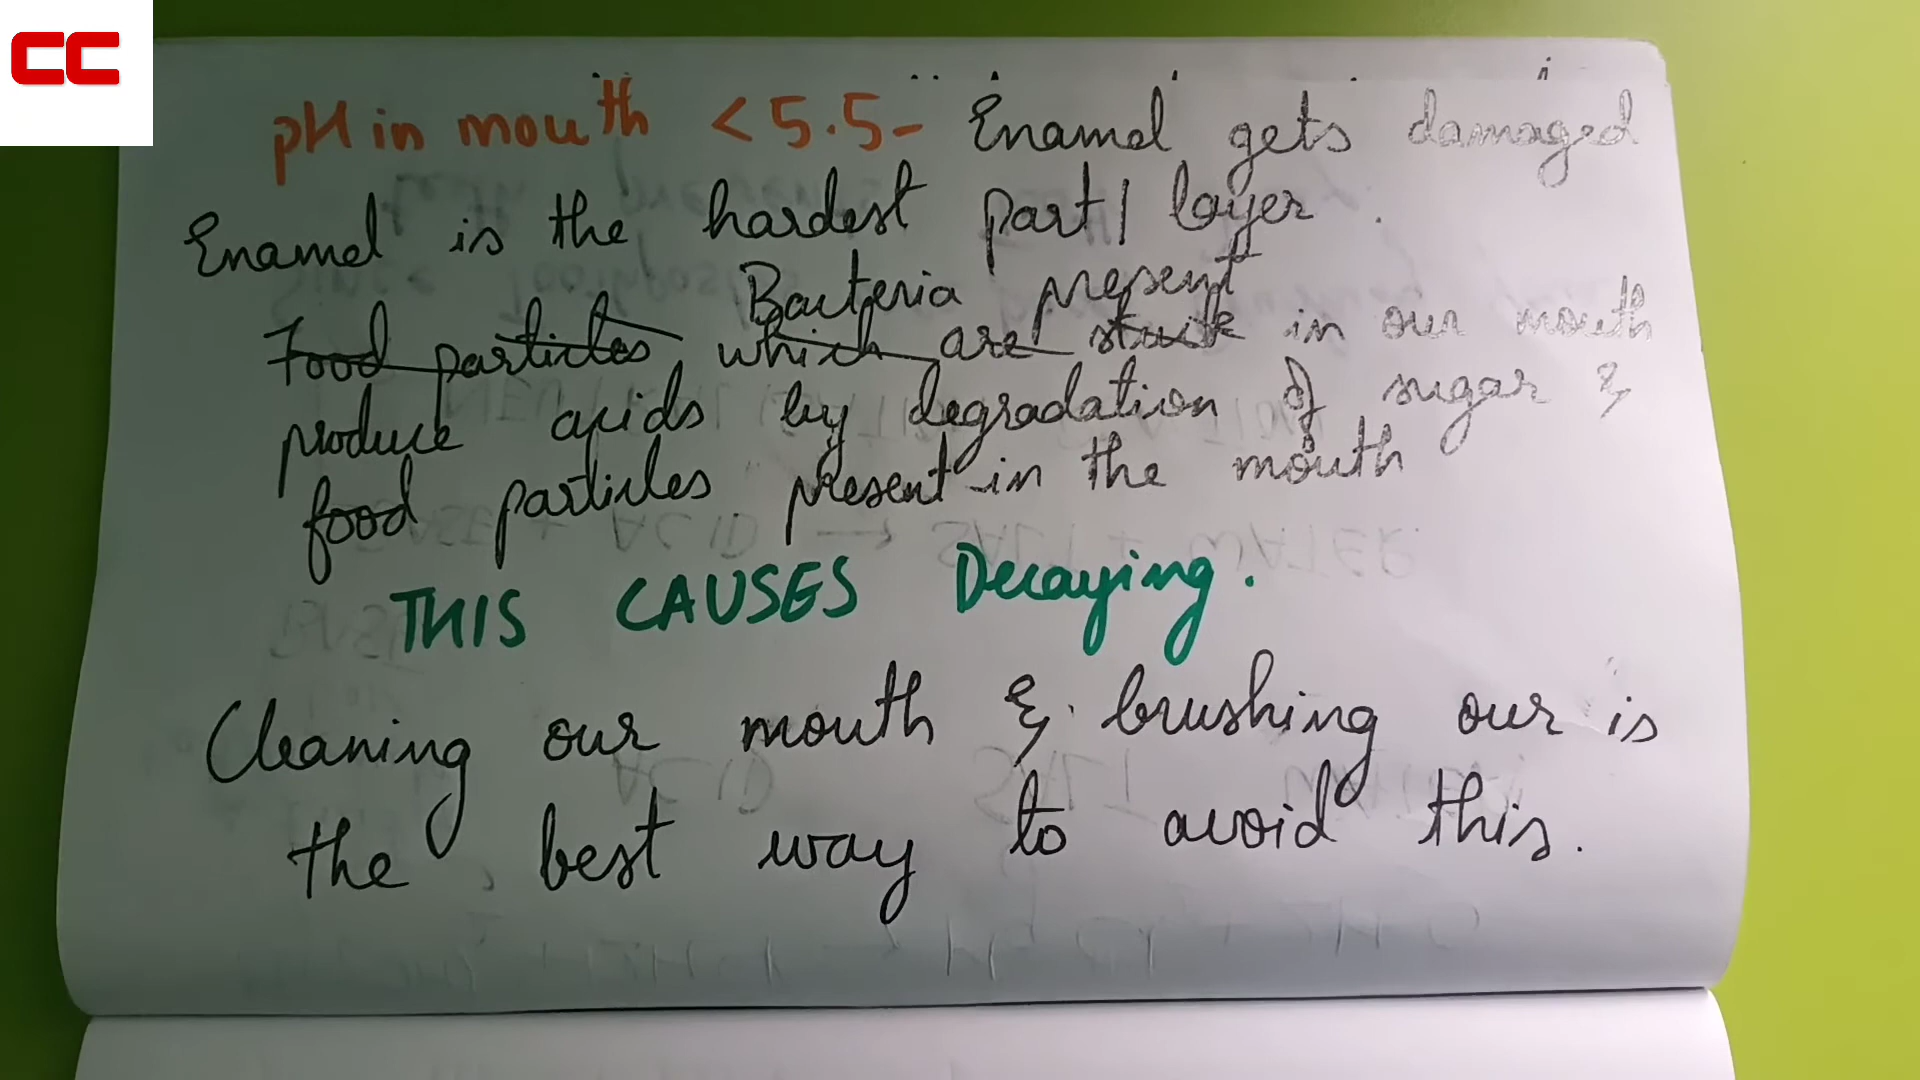 CC
pH in mouth < 5.5- Enamel gets damaged
Enamel is the hardest part/ layer.
Bacteria present
Food particles which are stuck in our mouth
produce acids by degradation of sugar &
food particles present in the mouth
THIS CAUSES Decaying.
Cleaning our mouth & brushing our is
the best way to avoid this.